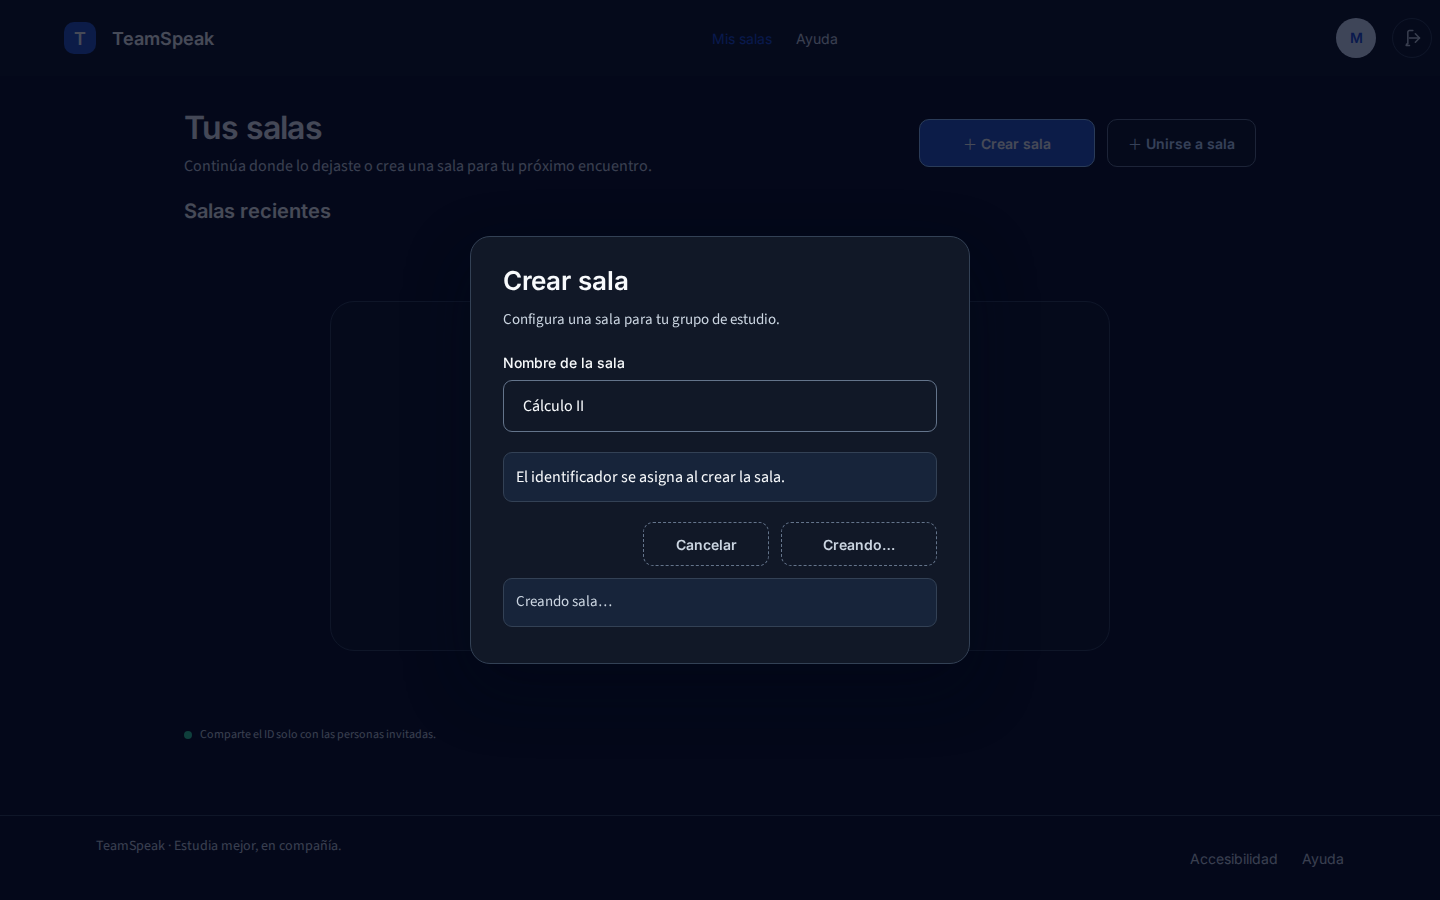 T TeamSpeak Mis salas Ayuda M
Tus salas
Continúa donde lo dejaste o crea una sala para tu próximo encuentro.
+ Crear sala + Unirse a sala
Salas recientes
Crear sala
Configura una sala para tu grupo de estudio.
Nombre de la sala
Cálculo II
El identificador se asigna al crear la sala.
Cancelar Creando...
Creando sala...
Comparte el ID solo con las personas invitadas.
TeamSpeak · Estudia mejor, en compañía.
Accesibilidad Ayuda